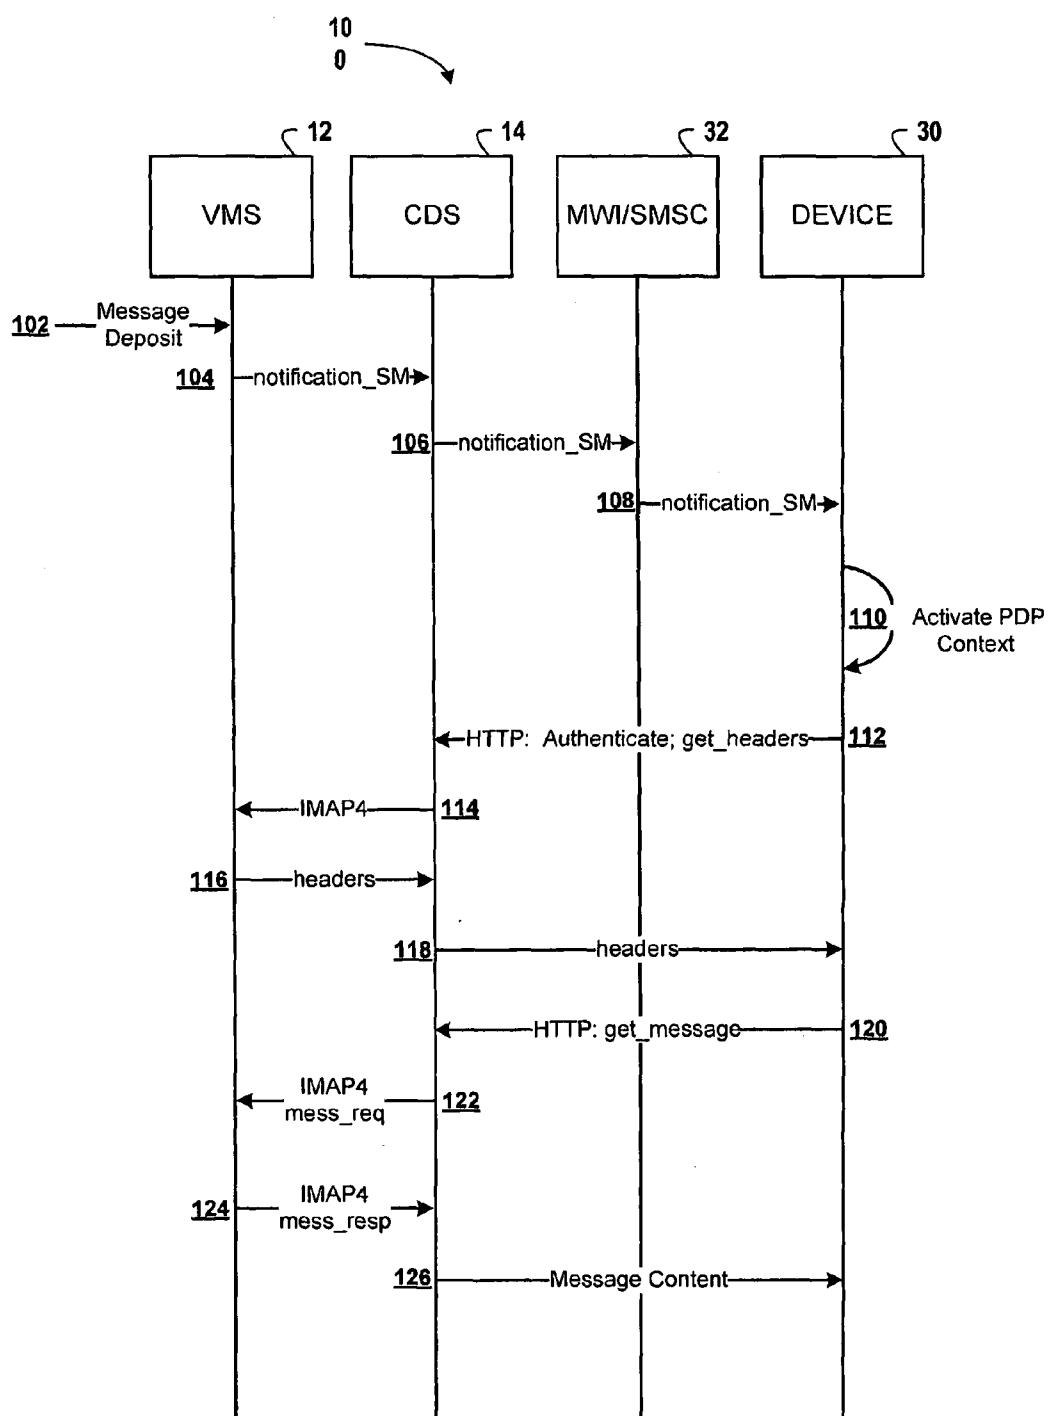 10
0
12
14
32
30
VMS
CDS
MWI/SMSC
DEVICE
102
Message
Deposit
104
notification_SM
106
notification_SM
108
notification_SM
110
Activate PDP
Context
HTTP: Authenticate; get_headers
112
IMAP4
114
116
headers
118
headers
HTTP: get_message
120
IMAP4
mess_req
122
124
IMAP4
mess_resp
126
Message Content